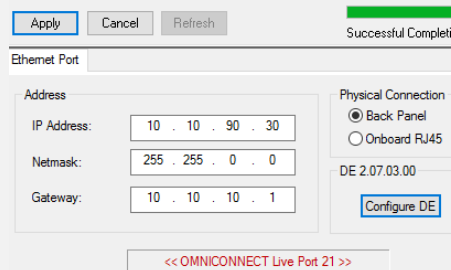 Apply Cancel Refresh
Successful Completi
Ethernet Port
Address
IP Address: 10 . 10 . 90 . 30
Netmask: 255 . 255 . 0 . 0
Gateway: 10 . 10 . 10 . 1
Physical Connection
Back Panel
Onboard RJ45
DE 2.07.03.00
Configure DE
<< OMNICONNECT Live Port 21 >>